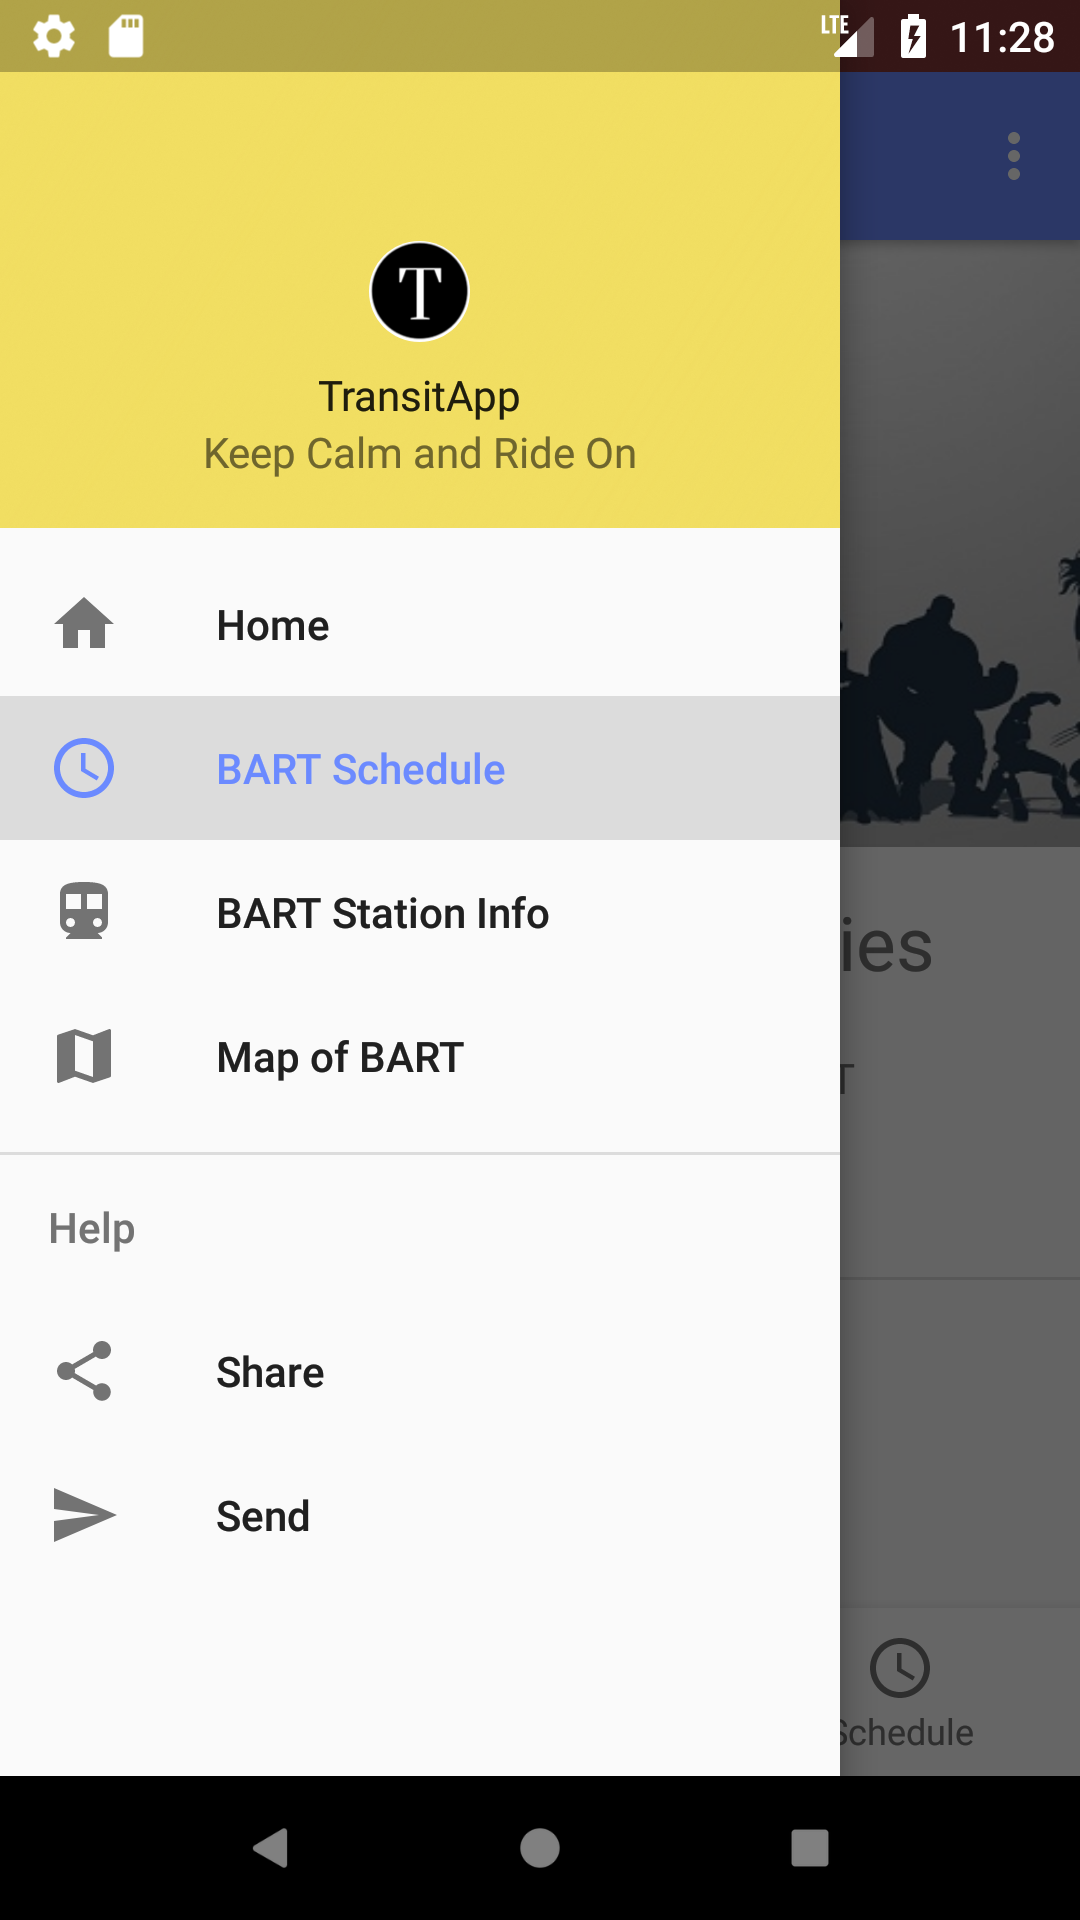 LTE 11:28
T
TransitApp
Keep Calm and Ride On
Home
BART Schedule
BART Station Info
ies
Map of BART
T
Help
Share
Send
Schedule